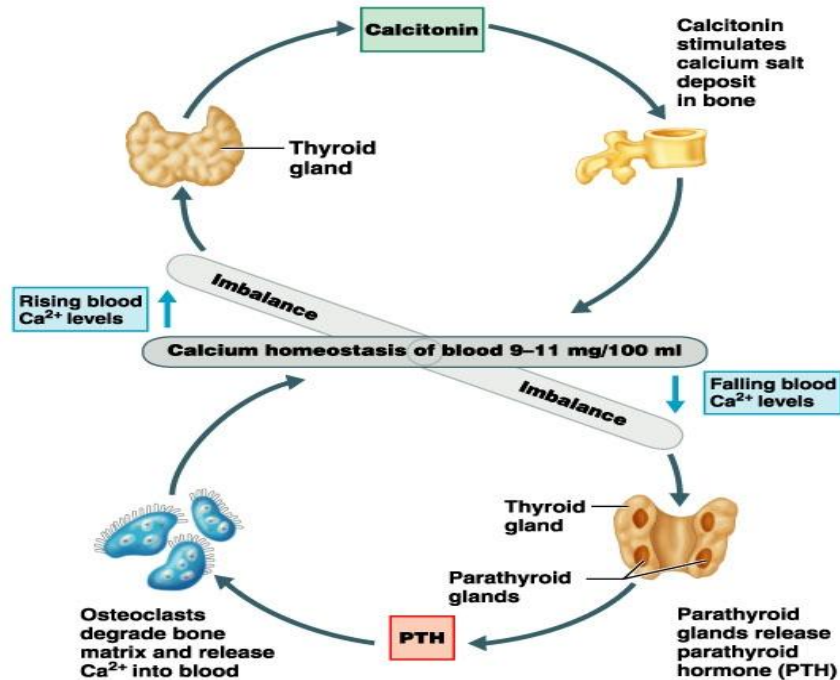 Calcitonin
Calcitonin
stimulates
calcium salt
deposit
in bone
Thyroid
gland
Imbalance
Rising blood
Ca²⁺ levels
Calcium homeostasis of blood 9–11 mg/100 ml
Imbalance
Falling blood
Ca²⁺ levels
Thyroid
gland
Parathyroid
glands
Osteoclasts
degrade bone
matrix and release
Ca²⁺ into blood
PTH
Parathyroid
glands release
parathyroid
hormone (PTH)